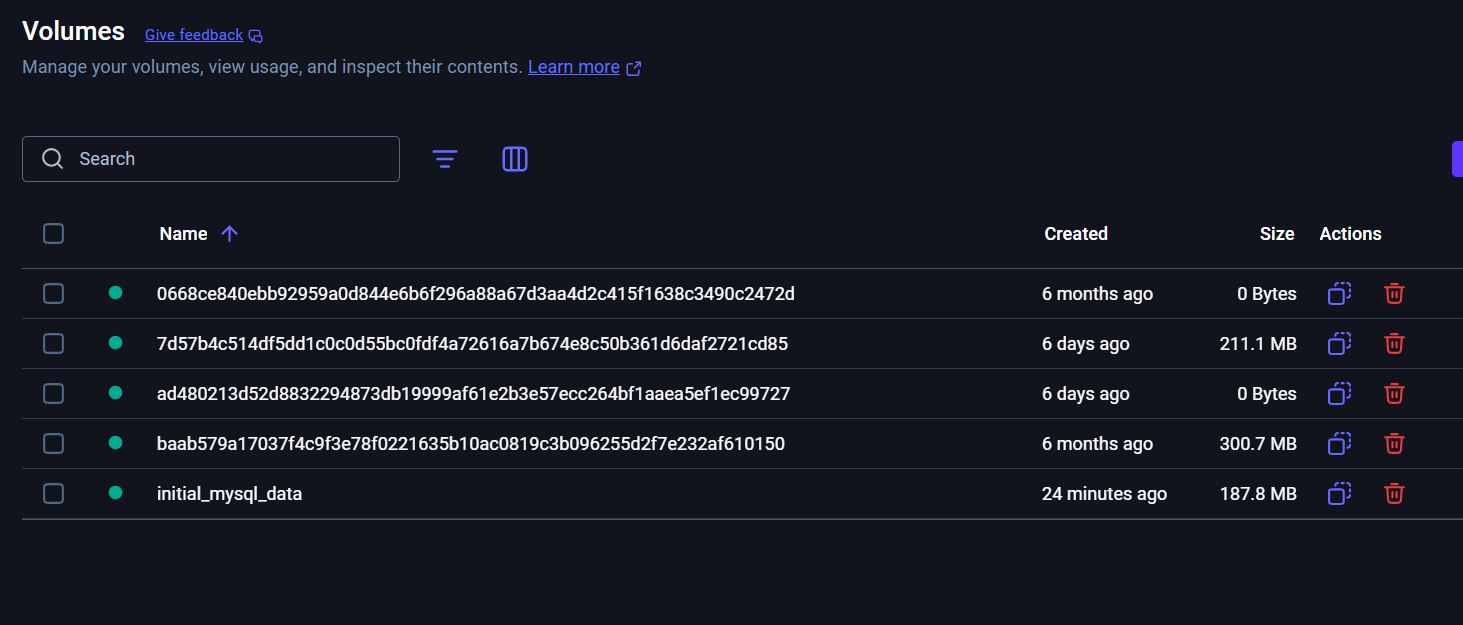 Volumes Give feedback
Manage your volumes, view usage, and inspect their contents. Learn more
Search
Name Created Size Actions
0668ce840ebb92959a0d844e6b6f296a88a67d3aa4d2c415f1638c3490c2472d 6 months ago 0 Bytes
7d57b4c514df5dd1c0c0d55bc0fdf4a72616a7b674e8c50b361d6daf2721cd85 6 days ago 211.1 MB
ad480213d52d8832294873db19999af61e2b3e57ecc264bf1aaea5ef1ec99727 6 days ago 0 Bytes
baab579a17037f4c9f3e78f0221635b10ac0819c3b096255d2f7e232af610150 6 months ago 300.7 MB
initial_mysql_data 24 minutes ago 187.8 MB